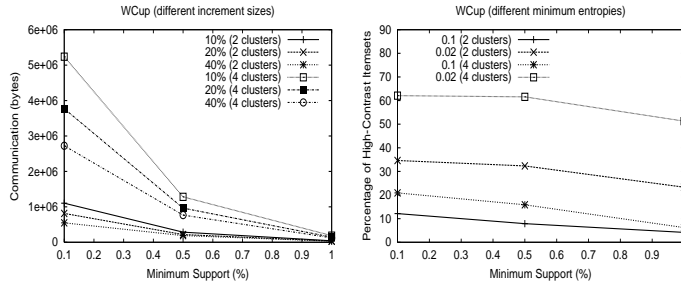 WCup (different increment sizes)
6e+06
5e+06
4e+06
3e+06
2e+06
1e+06
0
Communication (bytes)
10% (2 clusters)
20% (2 clusters)
40% (2 clusters)
10% (4 clusters)
20% (4 clusters)
40% (4 clusters)
0.1 0.2 0.3 0.4 0.5 0.6 0.7 0.8 0.9 1
Minimum Support (%)
WCup (different minimum entropies)
90
80
70
60
50
40
30
20
10
0
Percentage of High-Contrast Itemsets
0.1 (2 clusters)
0.02 (2 clusters)
0.1 (4 clusters)
0.02 (4 clusters)
0.1 0.2 0.3 0.4 0.5 0.6 0.7 0.8 0.9
Minimum Support (%)